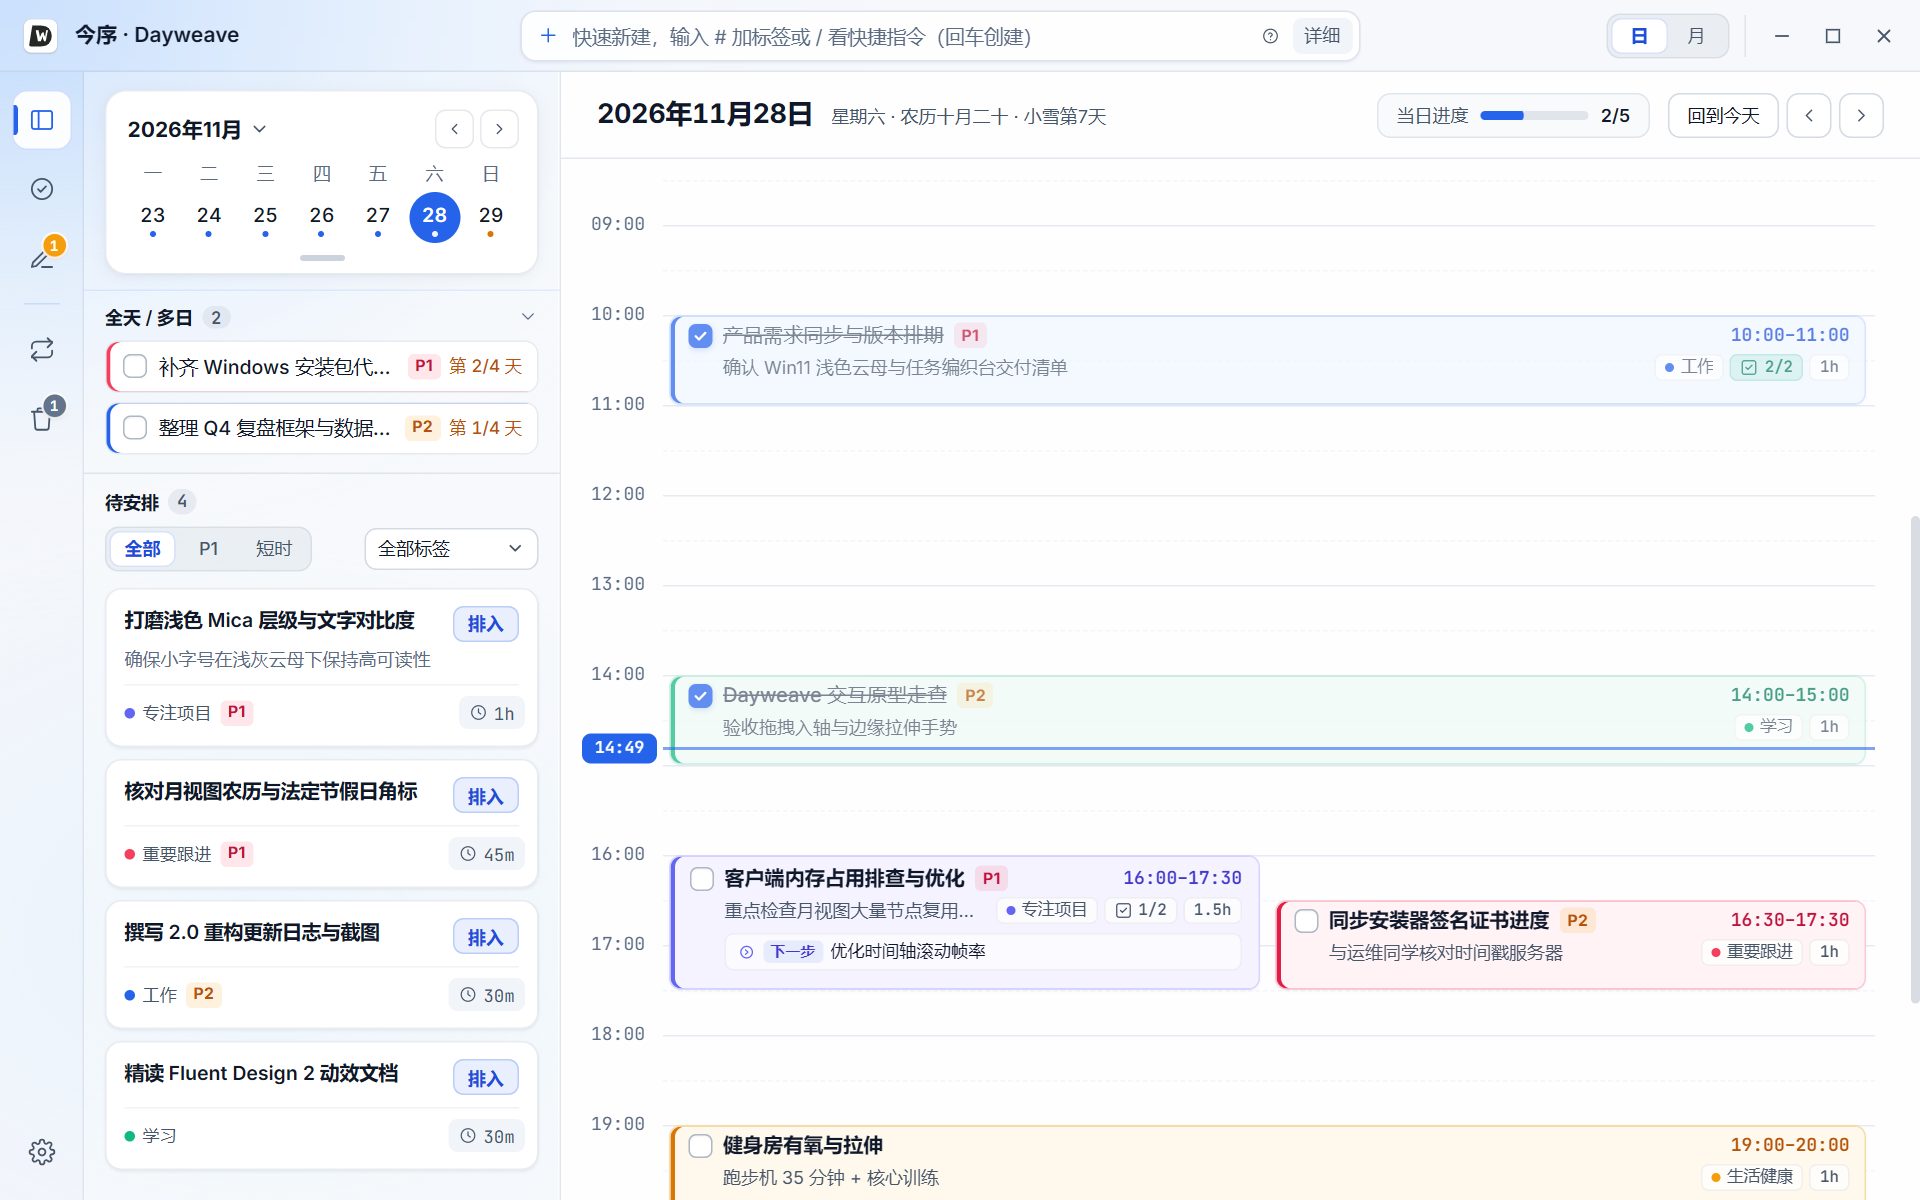 今序 · Dayweave
快速新建，输入 # 加标签或 / 看快捷指令（回车创建）
详细
日
月
1
1
2026年11月
一 二 三 四 五 六 日
23 24 25 26 27 28 29
全天 / 多日 2
补齐 Windows 安装包代... P1 第 2/4 天
整理 Q4 复盘框架与数据... P2 第 1/4 天
待安排 4
全部 P1 短时
全部标签
打磨浅色 Mica 层级与文字对比度
排入
确保小字号在浅灰云母下保持高可读性
专注项目 P1 1h
核对月视图农历与法定节假日角标
排入
重要跟进 P1 45m
撰写 2.0 重构更新日志与截图
排入
工作 P2 30m
精读 Fluent Design 2 动效文档
排入
学习 30m
2026年11月28日 星期六 · 农历十月二十 · 小雪第7天
当日进度 2/5
回到今天
09:00
10:00
产品需求同步与版本排期 P1 10:00–11:00
确认 Win11 浅色云母与任务编织台交付清单
工作 2/2 1h
11:00
12:00
13:00
14:00
Dayweave 交互原型走查 P2 14:00–15:00
验收拖拽入轴与边缘拉伸手势
学习 1h
14:49
16:00
客户端内存占用排查与优化 P1 16:00–17:30
重点检查月视图大量节点复用... 专注项目 1/2 1.5h
下一步 优化时间轴滚动帧率
同步安装器签名证书进度 P2 16:30–17:30
与运维同学核对时间戳服务器
重要跟进 1h
17:00
18:00
19:00
健身房有氧与拉伸 19:00–20:00
跑步机 35 分钟 + 核心训练
生活健康 1h